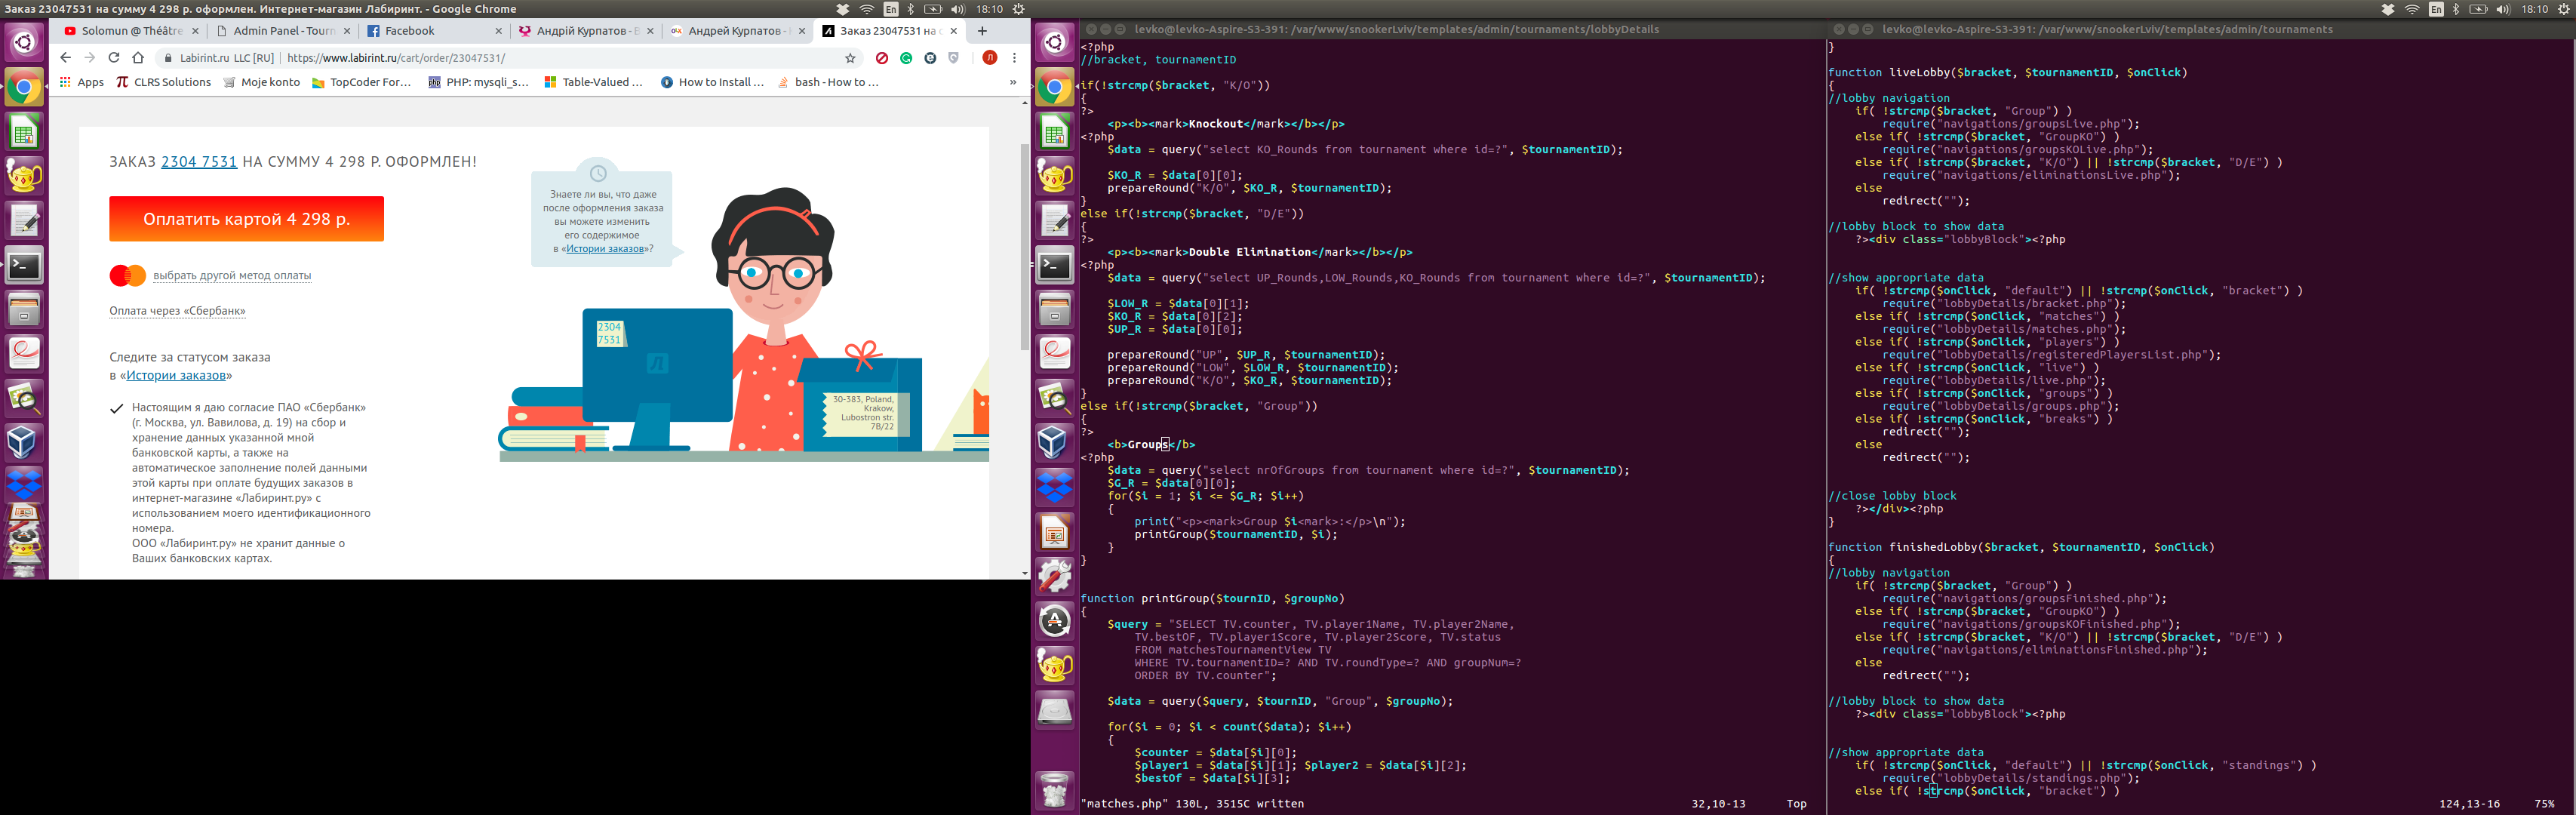 Заказ 23047531 на сумму 4 298 р. оформлен. Интернет-магазин Лабиринт. - Google Chrome
En
18:10
Solomun @ Théâtre
Admin Panel - Tourn
Facebook
Андрій Курпатов - 
Андрей Курпатов - 
Заказ 23047531 на с
Labirint.ru LLC [RU]
https://www.labirint.ru/cart/order/23047531/
Л
Apps
CLRS Solutions
Moje konto
TopCoder For…
PHP: mysqli_s…
Table-Valued …
How to Install …
bash - How to …
»
ЗАКАЗ 2304 7531 НА СУММУ 4 298 Р. ОФОРМЛЕН!
Оплатить картой 4 298 р.
выбрать другой метод оплаты
Оплата через «Сбербанк»
Следите за статусом заказа
в «Истории заказов»
Настоящим я даю согласие ПАО «Сбербанк»
(г. Москва, ул. Вавилова, д. 19) на сбор и
хранение данных указанной мной
банковской карты, а также на
автоматическое заполнение полей данными
этой карты при оплате будущих заказов в
интернет-магазине «Лабиринт.ру» с
использованием моего идентификационного
номера.
ООО «Лабиринт.ру» не хранит данные о
Ваших банковских картах.
Знаете ли вы, что даже
после оформления заказа
вы можете изменить
его содержимое
в «Истории заказов»?
2304
7531
Л
30-383, Poland,
Krakow,
Lubostron str.
7B/22
En
18:10
levko@levko-Aspire-S3-391: /var/www/snookerLviv/templates/admin/tournaments/lobbyDetails
<?php
//bracket, tournamentID
if(!strcmp($bracket, "K/O"))
{
?>
<p><b><mark>Knockout</mark></b></p>
<?php
$data = query("select KO_Rounds from tournament where id=?", $tournamentID);
$KO_R = $data[0][0];
prepareRound("K/O", $KO_R, $tournamentID);
}
else if(!strcmp($bracket, "D/E"))
{
?>
<p><b><mark>Double Elimination</mark></b></p>
<?php
$data = query("select UP_Rounds,LOW_Rounds,KO_Rounds from tournament where id=?", $tournamentID);
$LOW_R = $data[0][1];
$KO_R = $data[0][2];
$UP_R = $data[0][0];
prepareRound("UP", $UP_R, $tournamentID);
prepareRound("LOW", $LOW_R, $tournamentID);
prepareRound("K/O", $KO_R, $tournamentID);
}
else if(!strcmp($bracket, "Group"))
{
?>
<b>Groups</b>
<?php
$data = query("select nrOfGroups from tournament where id=?", $tournamentID);
$G_R = $data[0][0];
for($i = 1; $i <= $G_R; $i++)
{
print("<p><mark>Group $i<mark>:</p>\n");
printGroup($tournamentID, $i);
}
}
function printGroup($tournID, $groupNo)
{
$query = "SELECT TV.counter, TV.player1Name, TV.player2Name,
TV.bestOF, TV.player1Score, TV.player2Score, TV.status
FROM matchesTournamentView TV
WHERE TV.tournamentID=? AND TV.roundType=? AND groupNum=?
ORDER BY TV.counter";
$data = query($query, $tournID, "Group", $groupNo);
for($i = 0; $i < count($data); $i++)
{
$counter = $data[$i][0];
$player1 = $data[$i][1]; $player2 = $data[$i][2];
$bestOf = $data[$i][3];
"matches.php" 130L, 3515C written
32,10-13
Top
levko@levko-Aspire-S3-391: /var/www/snookerLviv/templates/admin/tournaments
}
function liveLobby($bracket, $tournamentID, $onClick)
{
//lobby navigation
if( !strcmp($bracket, "Group") )
require("navigations/groupsLive.php");
else if( !strcmp($bracket, "GroupKO") )
require("navigations/groupsKOLive.php");
else if( !strcmp($bracket, "K/O") || !strcmp($bracket, "D/E") )
require("navigations/eliminationsLive.php");
else
redirect("");
//lobby block to show data
?><div class="lobbyBlock"><?php
//show appropriate data
if( !strcmp($onClick, "default") || !strcmp($onClick, "bracket") )
require("lobbyDetails/bracket.php");
else if( !strcmp($onClick, "matches") )
require("lobbyDetails/matches.php");
else if( !strcmp($onClick, "players") )
require("lobbyDetails/registeredPlayersList.php");
else if( !strcmp($onClick, "live") )
require("lobbyDetails/live.php");
else if( !strcmp($onClick, "groups") )
require("lobbyDetails/groups.php");
else if( !strcmp($onClick, "breaks") )
redirect("");
else
redirect("");
//close lobby block
?></div><?php
}
function finishedLobby($bracket, $tournamentID, $onClick)
{
//lobby navigation
if( !strcmp($bracket, "Group") )
require("navigations/groupsFinished.php");
else if( !strcmp($bracket, "GroupKO") )
require("navigations/groupsKOFinished.php");
else if( !strcmp($bracket, "K/O") || !strcmp($bracket, "D/E") )
require("navigations/eliminationsFinished.php");
else
redirect("");
//lobby block to show data
?><div class="lobbyBlock"><?php
//show appropriate data
if( !strcmp($onClick, "default") || !strcmp($onClick, "standings") )
require("lobbyDetails/standings.php");
else if( !strcmp($onClick, "bracket") )
124,13-16
75%